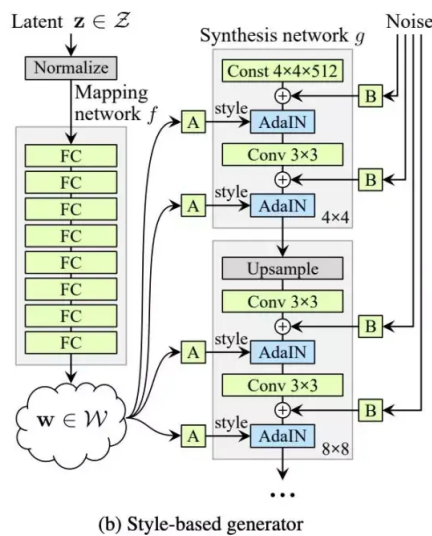 Latent z ∈ Z
Normalize
Mapping
network f
FC
FC
FC
FC
FC
FC
FC
FC
w ∈ W
Synthesis network g
Noise
Const 4×4×512
B
A
style
AdaIN
Conv 3×3
B
A
style
AdaIN
4×4
Upsample
Conv 3×3
B
A
style
AdaIN
Conv 3×3
B
A
style
AdaIN
8×8
...
(b) Style-based generator